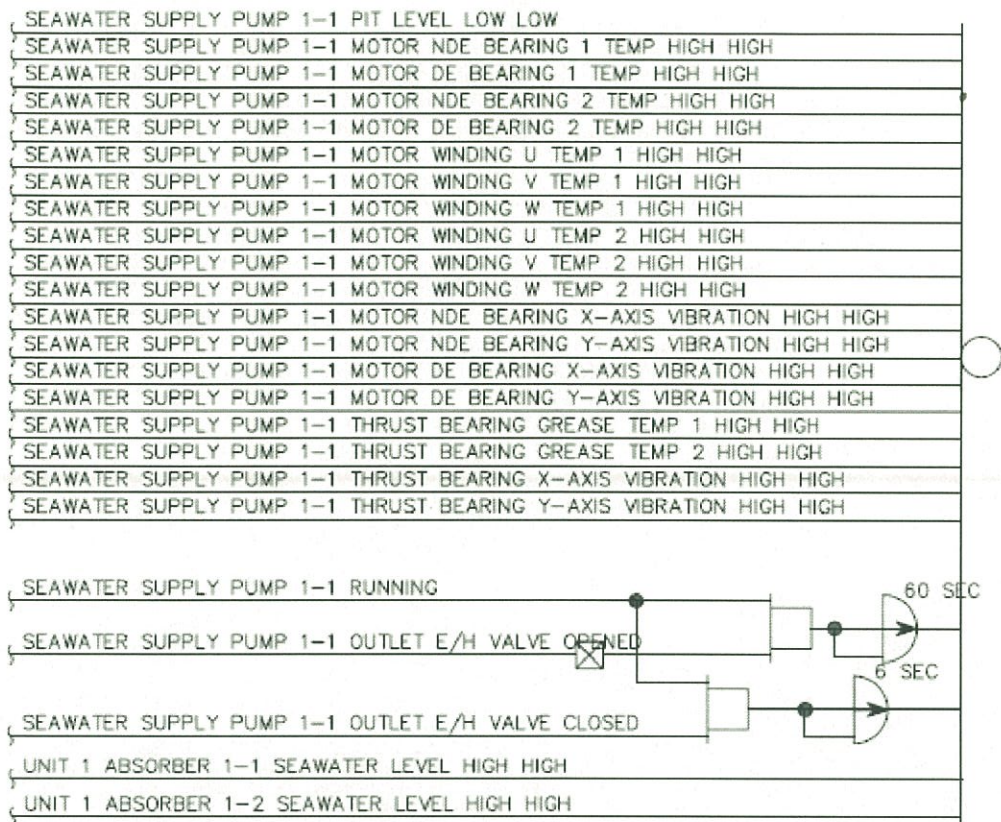 SEAWATER SUPPLY PUMP 1-1 PIT LEVEL LOW LOW
SEAWATER SUPPLY PUMP 1-1 MOTOR NDE BEARING 1 TEMP HIGH HIGH
SEAWATER SUPPLY PUMP 1-1 MOTOR DE BEARING 1 TEMP HIGH HIGH
SEAWATER SUPPLY PUMP 1-1 MOTOR NDE BEARING 2 TEMP HIGH HIGH
SEAWATER SUPPLY PUMP 1-1 MOTOR DE BEARING 2 TEMP HIGH HIGH
SEAWATER SUPPLY PUMP 1-1 MOTOR WINDING U TEMP 1 HIGH HIGH
SEAWATER SUPPLY PUMP 1-1 MOTOR WINDING V TEMP 1 HIGH HIGH
SEAWATER SUPPLY PUMP 1-1 MOTOR WINDING W TEMP 1 HIGH HIGH
SEAWATER SUPPLY PUMP 1-1 MOTOR WINDING U TEMP 2 HIGH HIGH
SEAWATER SUPPLY PUMP 1-1 MOTOR WINDING V TEMP 2 HIGH HIGH
SEAWATER SUPPLY PUMP 1-1 MOTOR WINDING W TEMP 2 HIGH HIGH
SEAWATER SUPPLY PUMP 1-1 MOTOR NDE BEARING X-AXIS VIBRATION HIGH HIGH
SEAWATER SUPPLY PUMP 1-1 MOTOR NDE BEARING Y-AXIS VIBRATION HIGH HIGH
SEAWATER SUPPLY PUMP 1-1 MOTOR DE BEARING X-AXIS VIBRATION HIGH HIGH
SEAWATER SUPPLY PUMP 1-1 MOTOR DE BEARING Y-AXIS VIBRATION HIGH HIGH
SEAWATER SUPPLY PUMP 1-1 THRUST BEARING GREASE TEMP 1 HIGH HIGH
SEAWATER SUPPLY PUMP 1-1 THRUST BEARING GREASE TEMP 2 HIGH HIGH
SEAWATER SUPPLY PUMP 1-1 THRUST BEARING X-AXIS VIBRATION HIGH HIGH
SEAWATER SUPPLY PUMP 1-1 THRUST BEARING Y-AXIS VIBRATION HIGH HIGH
SEAWATER SUPPLY PUMP 1-1 RUNNING
60 SEC
SEAWATER SUPPLY PUMP 1-1 OUTLET E/H VALVE OPENED
6 SEC
SEAWATER SUPPLY PUMP 1-1 OUTLET E/H VALVE CLOSED
UNIT 1 ABSORBER 1-1 SEAWATER LEVEL HIGH HIGH
UNIT 1 ABSORBER 1-2 SEAWATER LEVEL HIGH HIGH